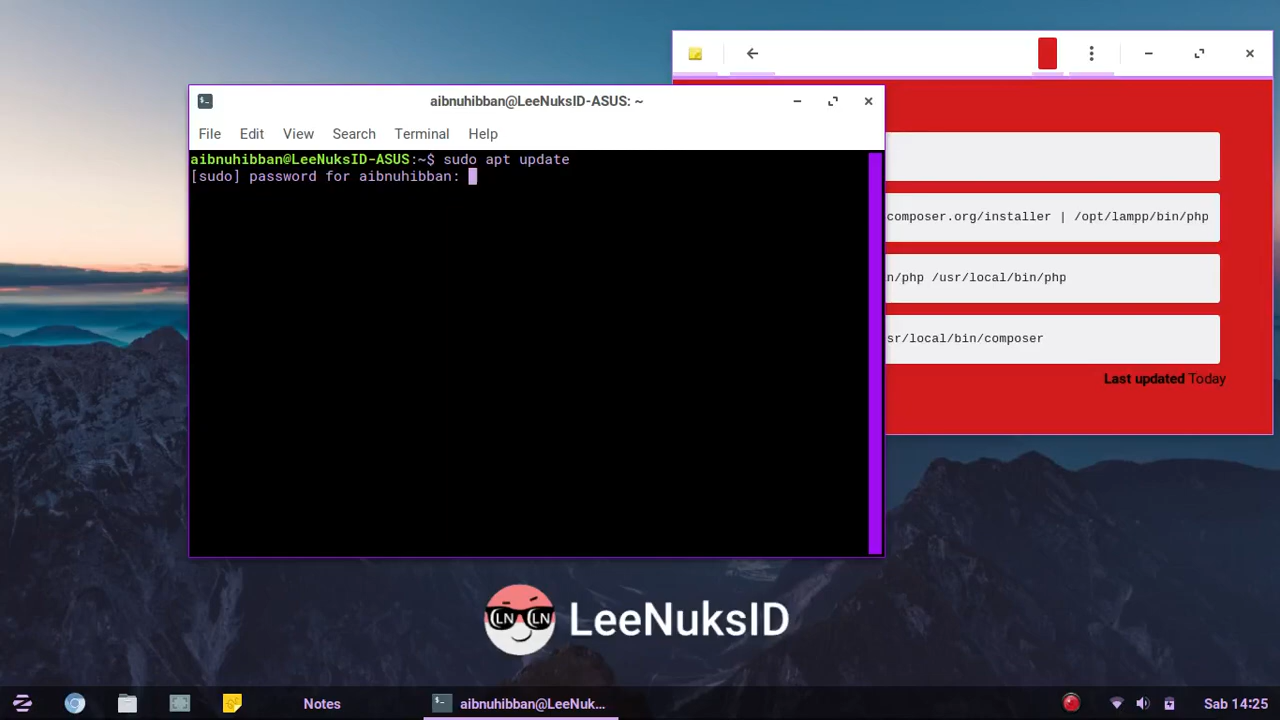 aibnuhibban@LeeNuksID-ASUS: ~
File Edit View Search Terminal Help
aibnuhibban@LeeNuksID-ASUS:~$ sudo apt update
[sudo] password for aibnuhibban:
composer.org/installer | /opt/lampp/bin/php
n/php /usr/local/bin/php
sr/local/bin/composer
Last updated Today
LN LN
LeeNuksID
Notes
aibnuhibban@LeeNuk...
Sab 14:25